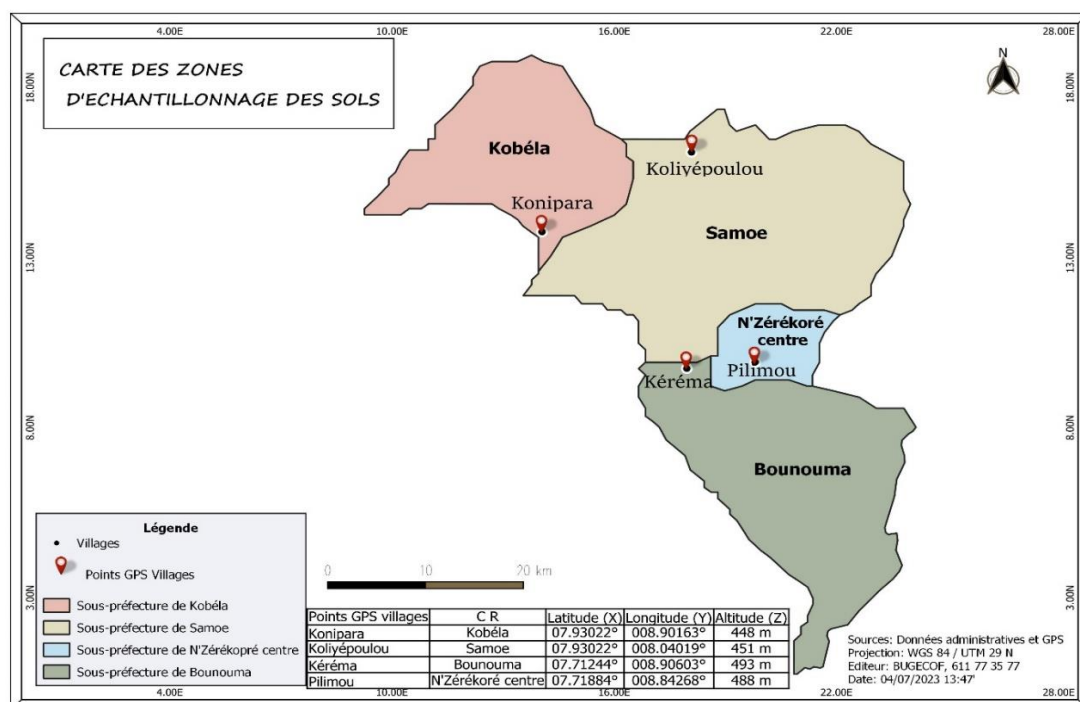 4.00E 10.00E 16.00E 22.00E 28.00E
CARTE DES ZONES
D'ECHANTILLONNAGE DES SOLS
N
18.00N 18.00N
Kobéla
Koliyépoulou
Konipara
Samoe
13.00N 13.00N
N'Zérékoré
centre
Kéréma Pilimou
8.00N 8.00N
Bounouma
Légende
Villages
Points GPS Villages
Sous-préfecture de Kobéla
Sous-préfecture de Samoe
Sous-préfecture de N'Zérékopré centre
Sous-préfecture de Bounouma
0 10 20 km
3.00N 3.00N
Points GPS villages C R Latitude (X) Longitude (Y) Altitude (Z)
Konipara Kobéla 07.93022° 008.90163° 448 m
Koliyépoulou Samoe 07.93022° 008.04019° 451 m
Kéréma Bounouma 07.71244° 008.90603° 493 m
Pilimou N'Zérékoré centre 07.71884° 008.84268° 488 m
Sources: Données administratives et GPS
Projection: WGS 84 / UTM 29 N
Editeur: BUGECOF, 611 77 35 77
Date: 04/07/2023 13:47'
4.00E 10.00E 16.00E 22.00E 28.00E